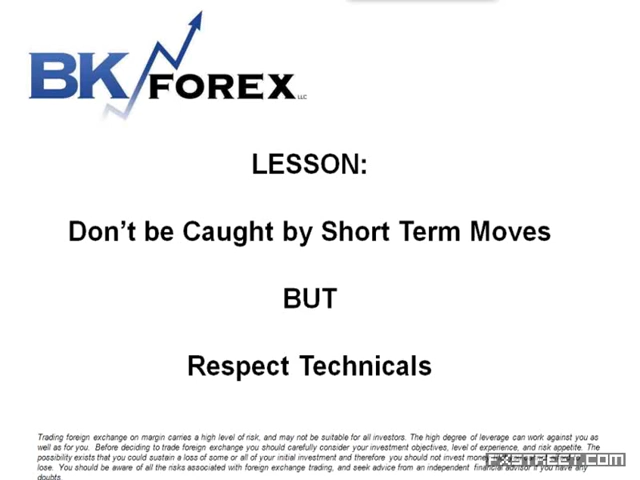 BK FOREX LLC
LESSON:
Don't be Caught by Short Term Moves
BUT
Respect Technicals
Trading foreign exchange on margin carries a high level of risk, and may not be suitable for all investors. The high degree of leverage can work against you as
well as for you. Before deciding to trade foreign exchange you should carefully consider your investment objectives, level of experience, and risk appetite. The
possibility exists that you could sustain a loss of some or all of your initial investment and therefore you should not invest
lose. You should be aware of all the risks associated with foreign exchange trading, and seek advice from an independent financial advisor if you have any
doubts.
FXSTREET.COM